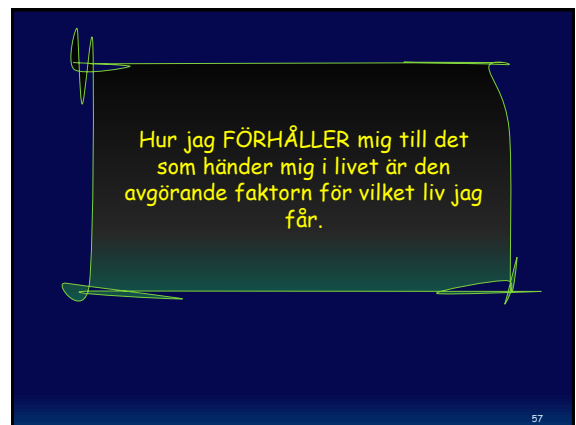 Hur jag FÖRHÅLLER mig till det
som händer mig i livet är den
avgörande faktorn för vilket liv jag
får.
57